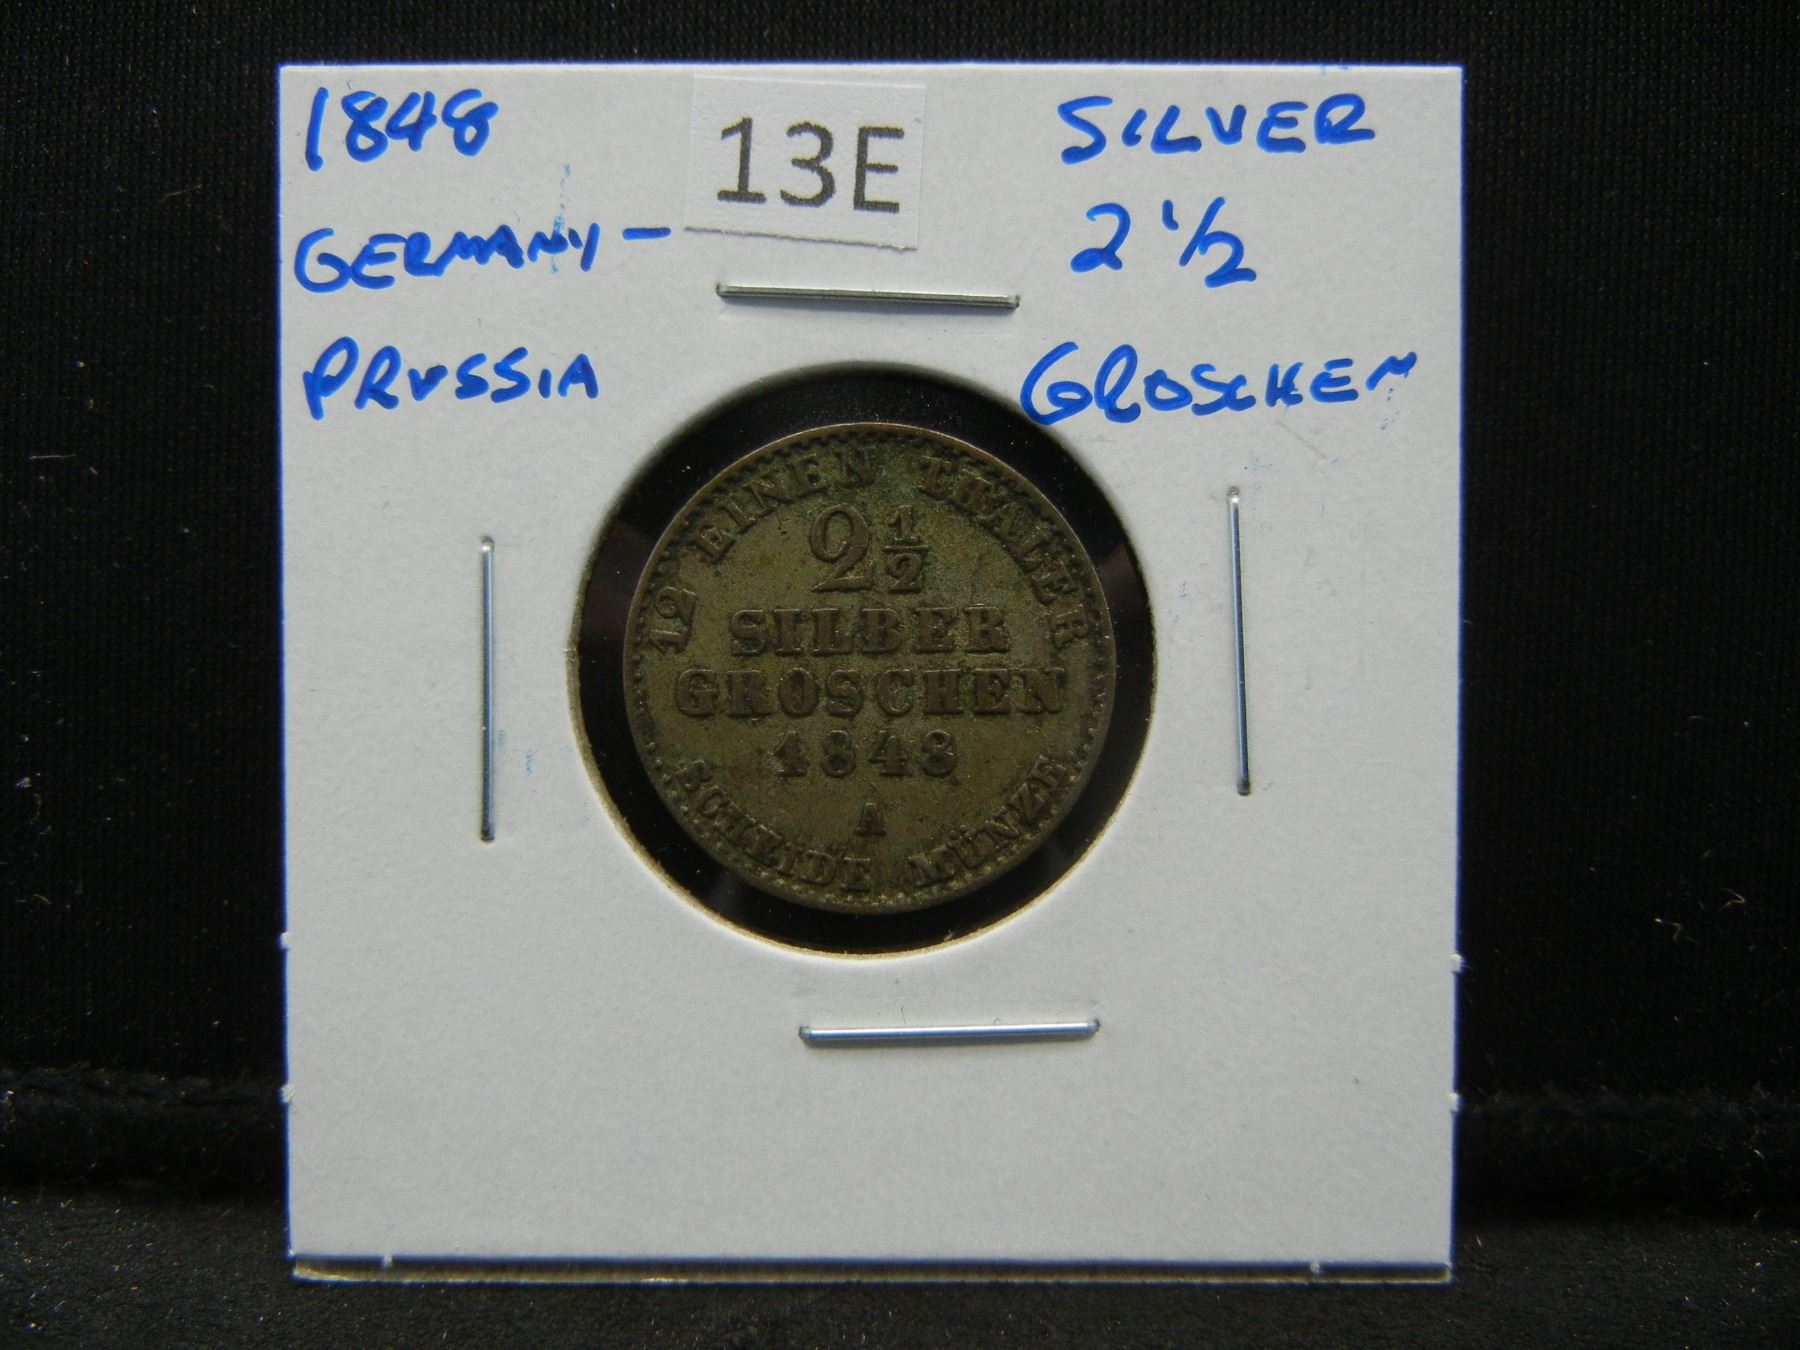 1848
GERMANY-
PRUSSIA
13E
SILVER
2 1/2
GROSCHEN
12 EINEN THALER
2 1/2
SILBER
GROSCHEN
1848
A
SCHEIDE MÜNZE